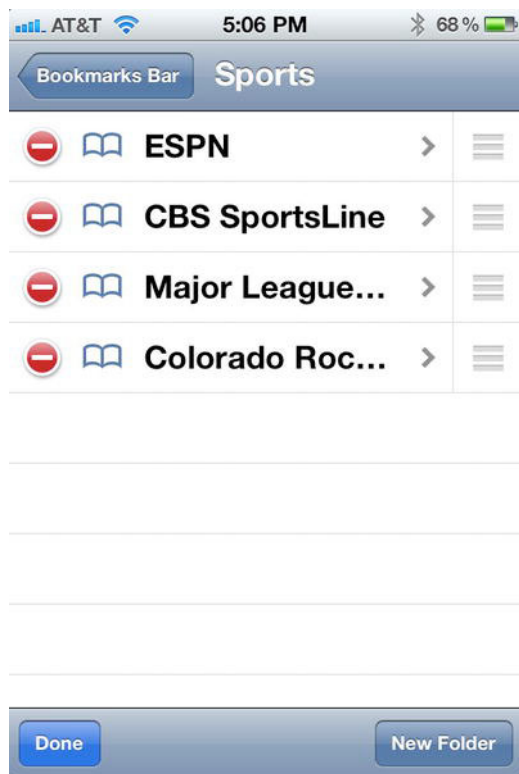 AT&T 5:06 PM 68%
Bookmarks Bar Sports
ESPN
CBS SportsLine
Major League...
Colorado Roc...
Done New Folder